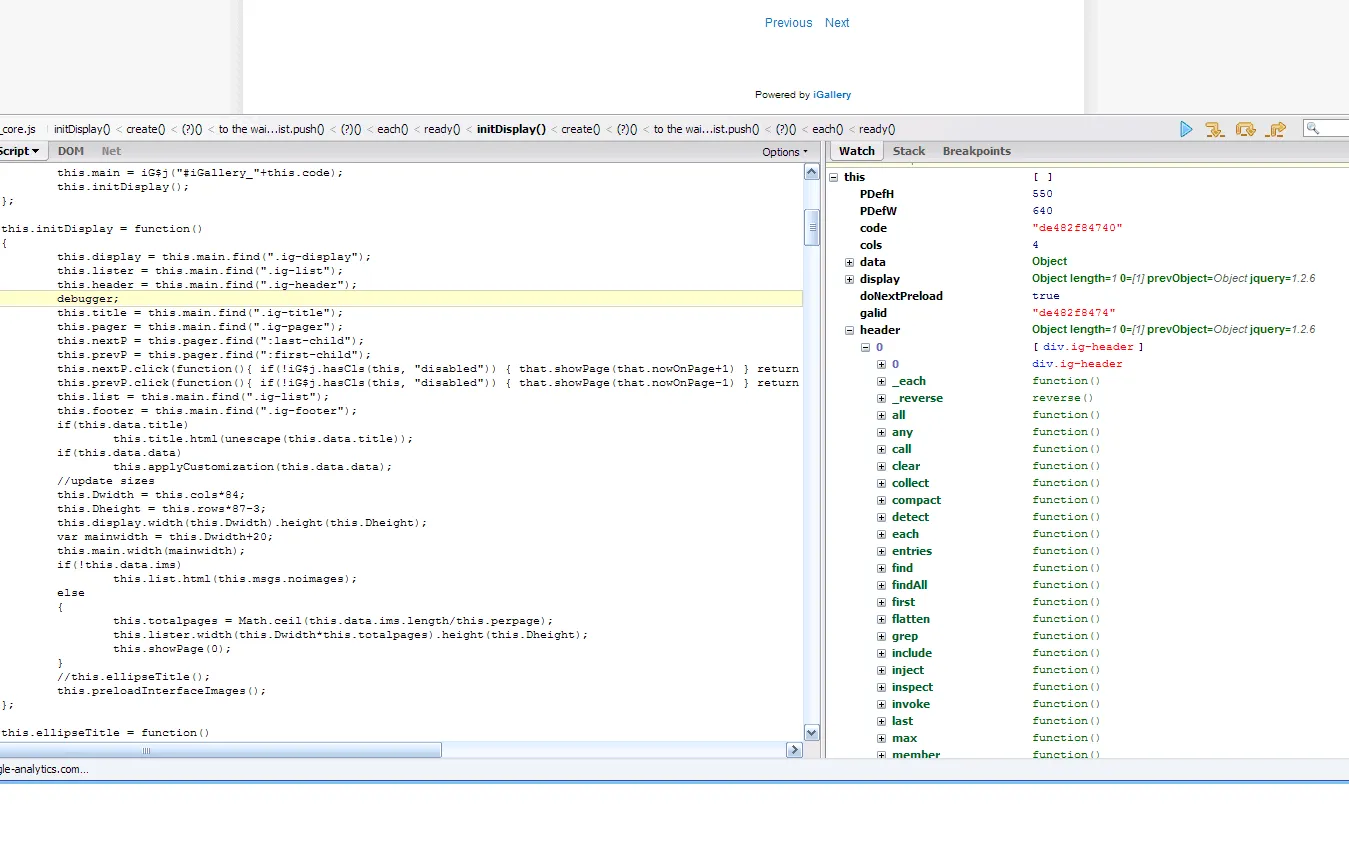 Previous Next
Powered by iGallery
_core.js initDisplay() < create() < (?)() < to the wai...ist.push() < (?)() < each() < ready() < initDisplay() < create() < (?)() < to the wai...ist.push() < (?)() < each() < ready()
Script DOM Net Options
this.main = iG$j("#iGallery_"+this.code);
this.initDisplay();
};
this.initDisplay = function()
{
this.display = this.main.find(".ig-display");
this.lister = this.main.find(".ig-list");
this.header = this.main.find(".ig-header");
debugger;
this.title = this.main.find(".ig-title");
this.pager = this.main.find(".ig-pager");
this.nextP = this.pager.find(":last-child");
this.prevP = this.pager.find(":first-child");
this.nextP.click(function(){ if(!iG$j.hasCls(this, "disabled")) { that.showPage(that.nowOnPage+1) } return
this.prevP.click(function(){ if(!iG$j.hasCls(this, "disabled")) { that.showPage(that.nowOnPage-1) } return
this.list = this.main.find(".ig-list");
this.footer = this.main.find(".ig-footer");
if(this.data.title)
this.title.html(unescape(this.data.title));
if(this.data.data)
this.applyCustomization(this.data.data);
//update sizes
this.Dwidth = this.cols*84;
this.Dheight = this.rows*87-3;
this.display.width(this.Dwidth).height(this.Dheight);
var mainwidth = this.Dwidth+20;
this.main.width(mainwidth);
if(!this.data.ims)
this.list.html(this.msgs.noimages);
else
{
this.totalpages = Math.ceil(this.data.ims.length/this.perpage);
this.lister.width(this.Dwidth*this.totalpages).height(this.Dheight);
this.showPage(0);
}
//this.ellipseTitle();
this.preloadInterfaceImages();
};
this.ellipseTitle = function()
gle-analytics.com...
Watch Stack Breakpoints
this [ ]
PDefH 550
PDefW 640
code "de482f84740"
cols 4
data Object
display Object length=1 0=[1] prevObject=Object jquery=1.2.6
doNextPreload true
galid "de482f8474"
header Object length=1 0=[1] prevObject=Object jquery=1.2.6
0 [ div.ig-header ]
0 div.ig-header
_each function()
_reverse reverse()
all function()
any function()
call function()
clear function()
collect function()
compact function()
detect function()
each function()
entries function()
find function()
findAll function()
first function()
flatten function()
grep function()
include function()
inject function()
inspect function()
invoke function()
last function()
max function()
member function()